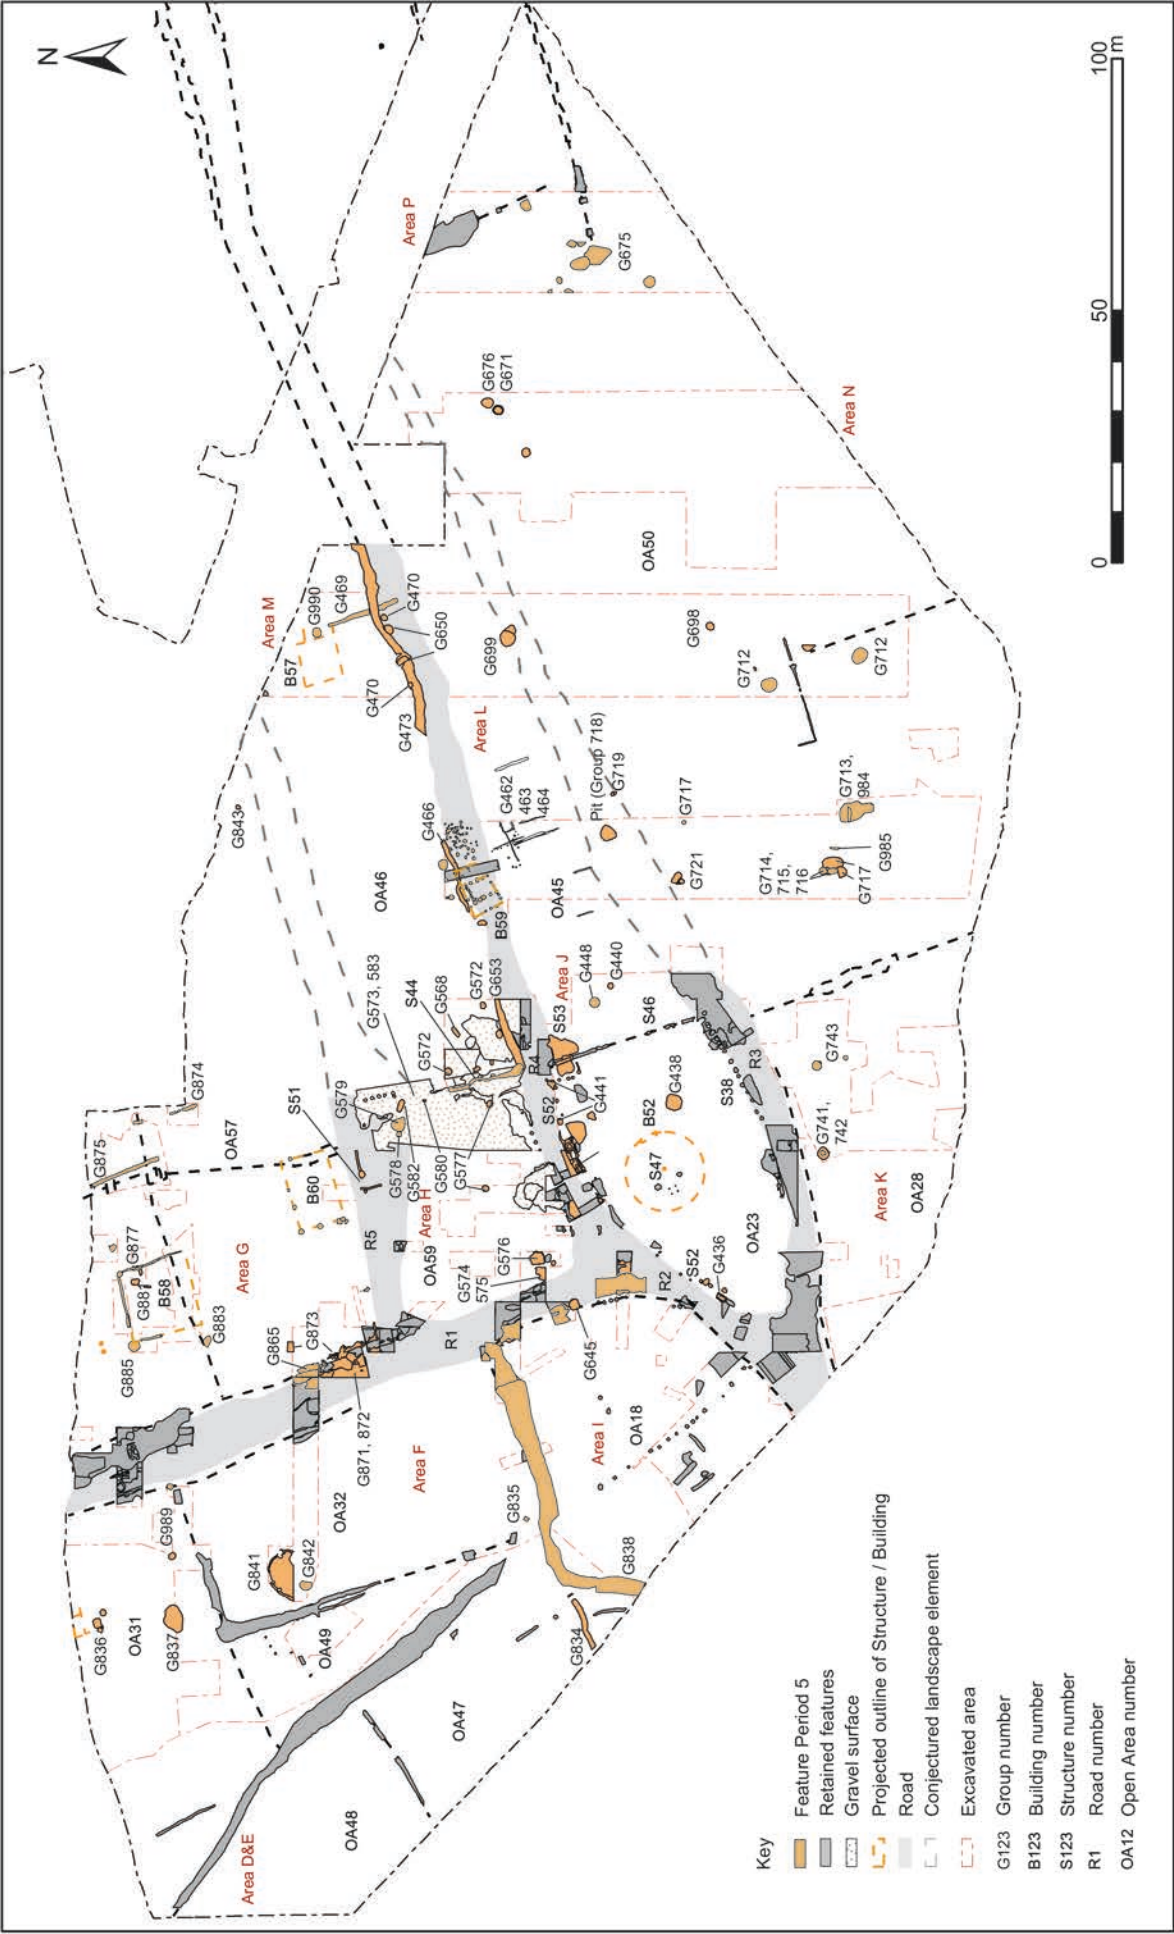 N
Area D&E
OA48
OA47
G836
OA31
G837
OA49
G834
G838
G989
G841
G842
OA32
G835
Area F
Area I
OA18
G871, 872
G865
G873
G885
G883
B58
G881
G877
Area G
R1
G645
G574
575
G576
OA59
Area H
R5
B60
S51
G875
OA57
G874
G579
G578
G582
G580
G577
G572
G573, 583
S44
G568
G572
G653
R2
S52
G436
OA23
S47
B52
G438
S52
G441
R4
S53
Area J
G448
G440
S46
S38
R3
G743
G741,
742
Area K
OA28
G843
OA46
G466
B59
OA45
G462
463
464
Area L
Pit (Group 718)
G719
G717
G721
G714,
715,
716
G717
G985
G713,
984
G473
G470
B57
Area M
G990
G469
G470
G650
G699
G698
G712
G712
OA50
Area N
G676
G671
Area P
G675
0
50
100
m
Key
Feature Period 5
Retained features
Gravel surface
Projected outline of Structure / Building
Road
Conjectured landscape element
Excavated area
G123 Group number
B123 Building number
S123 Structure number
R1 Road number
OA12 Open Area number